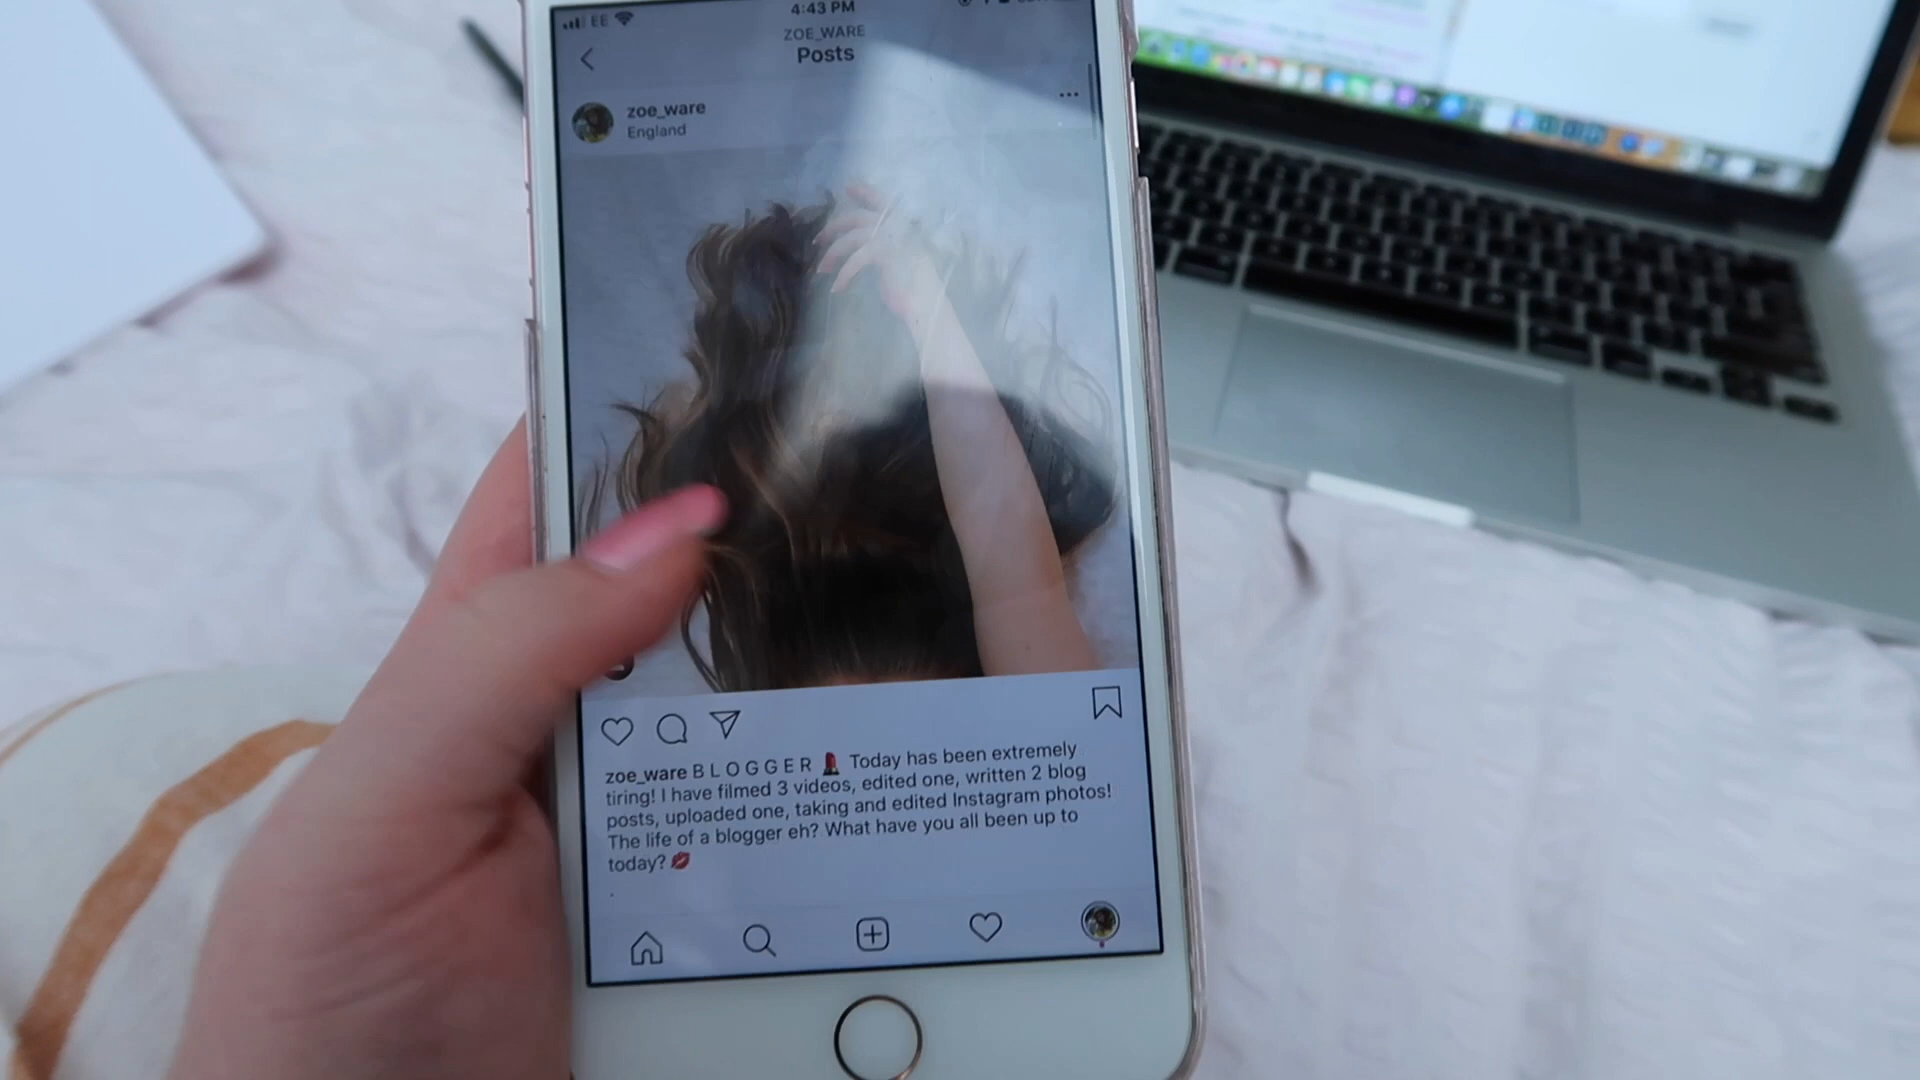 EE
4:43 PM
ZOE_WARE
Posts
zoe_ware
England
zoe_ware B L O G G E R 💄 Today has been extremely
tiring! I have filmed 3 videos, edited one, written 2 blog
posts, uploaded one, taking and edited Instagram photos!
The life of a blogger eh? What have you all been up to
today? 💋
.